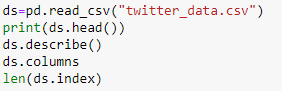 ds=pd.read_csv("twitter_data.csv")
print(ds.head())
ds.describe()
ds.columns
len(ds.index)